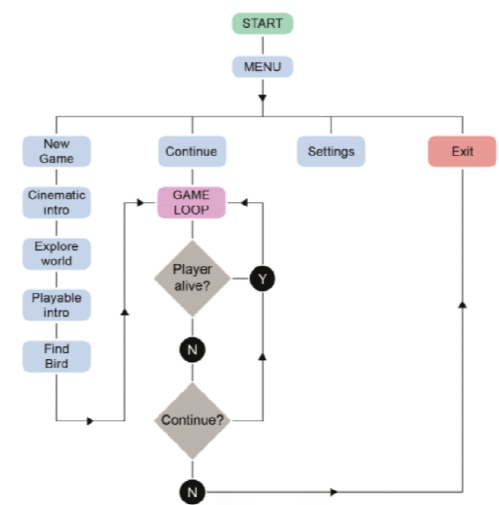 START
MENU
New
Game
Continue
Settings
Exit
Cinematic
intro
GAME
LOOP
Explore
world
Player
alive?
Y
Playable
intro
Find
Bird
N
Continue?
N